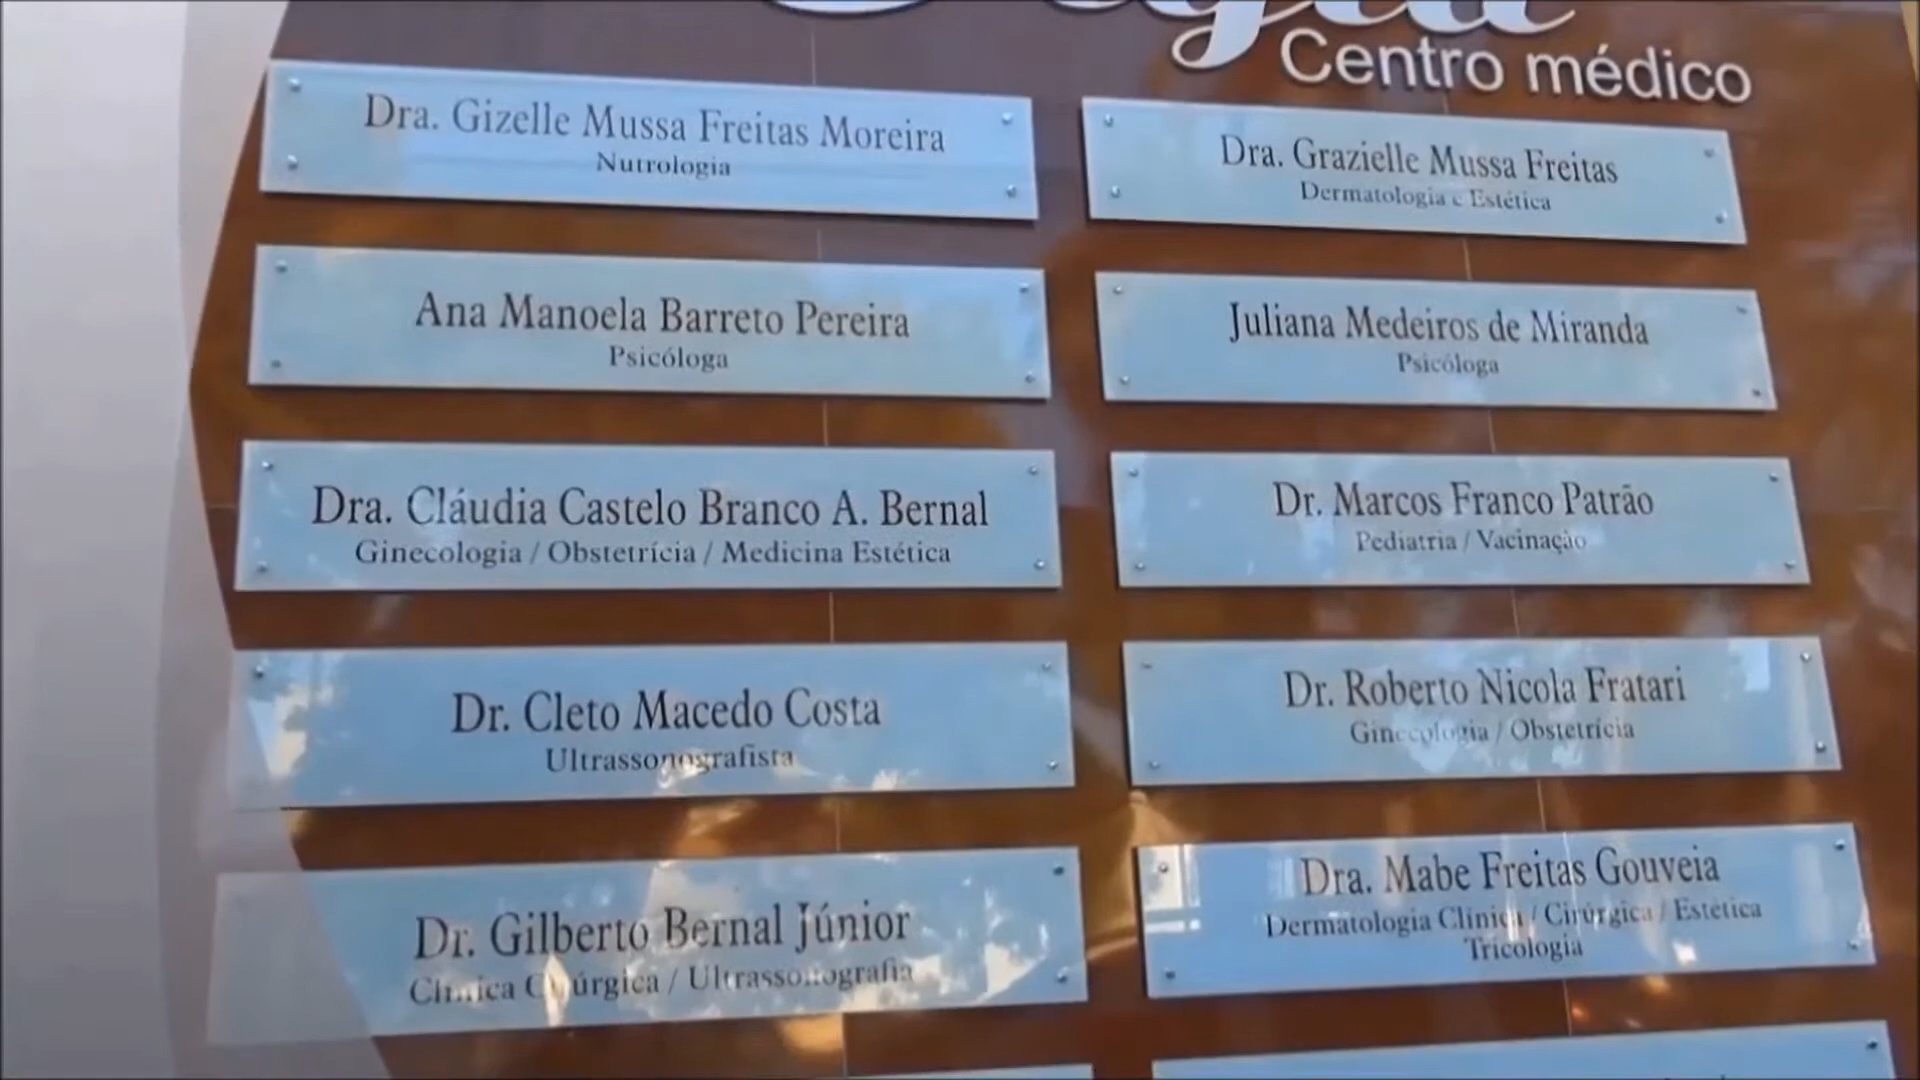 Centro médico
Dra. Gizelle Mussa Freitas Moreira
Nutrologia
Dra. Grazielle Mussa Freitas
Dermatologia e Estética
Ana Manoela Barreto Pereira
Psicóloga
Juliana Medeiros de Miranda
Psicóloga
Dra. Cláudia Castelo Branco A. Bernal
Ginecologia / Obstetrícia / Medicina Estética
Dr. Marcos Franco Patrão
Pediatria / Vacinação
Dr. Cleto Macedo Costa
Ultrassonografista
Dr. Roberto Nicola Fratari
Ginecologia / Obstetrícia
Dr. Gilberto Bernal Júnior
Clínica Cirúrgica / Ultrassonografia
Dra. Mabe Freitas Gouveia
Dermatologia Clínica / Cirúrgica / Estética
Tricologia